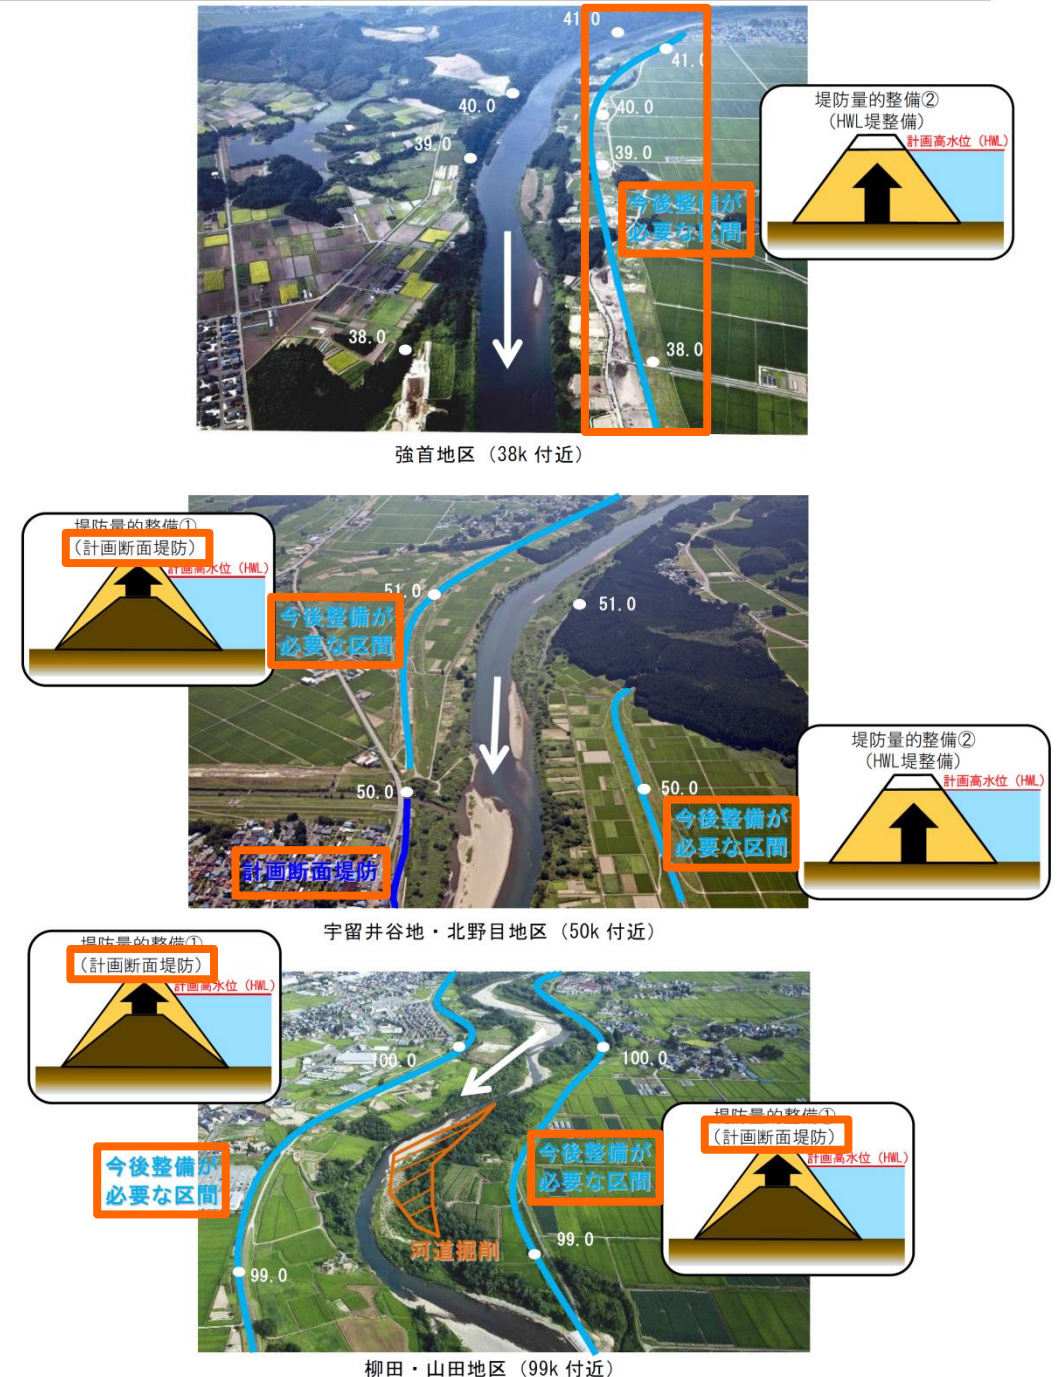 41.0
41.0
40.0
40.0
39.0
39.0
今後整備が
必要な区間
38.0
38.0
堤防量的整備②
(HWL堤整備)
計画高水位(HWL)
強首地区(38k 付近)
堤防量的整備①
(計画断面堤防)
計画高水位(HWL)
51.0
51.0
今後整備が
必要な区間
50.0
50.0
今後整備が
必要な区間
計画断面堤防
堤防量的整備②
(HWL堤整備)
計画高水位(HWL)
宇留井谷地・北野目地区(50k 付近)
堤防量的整備①
(計画断面堤防)
計画高水位(HWL)
100.0
100.0
今後整備が
必要な区間
今後整備が
必要な区間
河道掘削
99.0
99.0
堤防量的整備①
(計画断面堤防)
計画高水位(HWL)
柳田・山田地区(99k 付近)